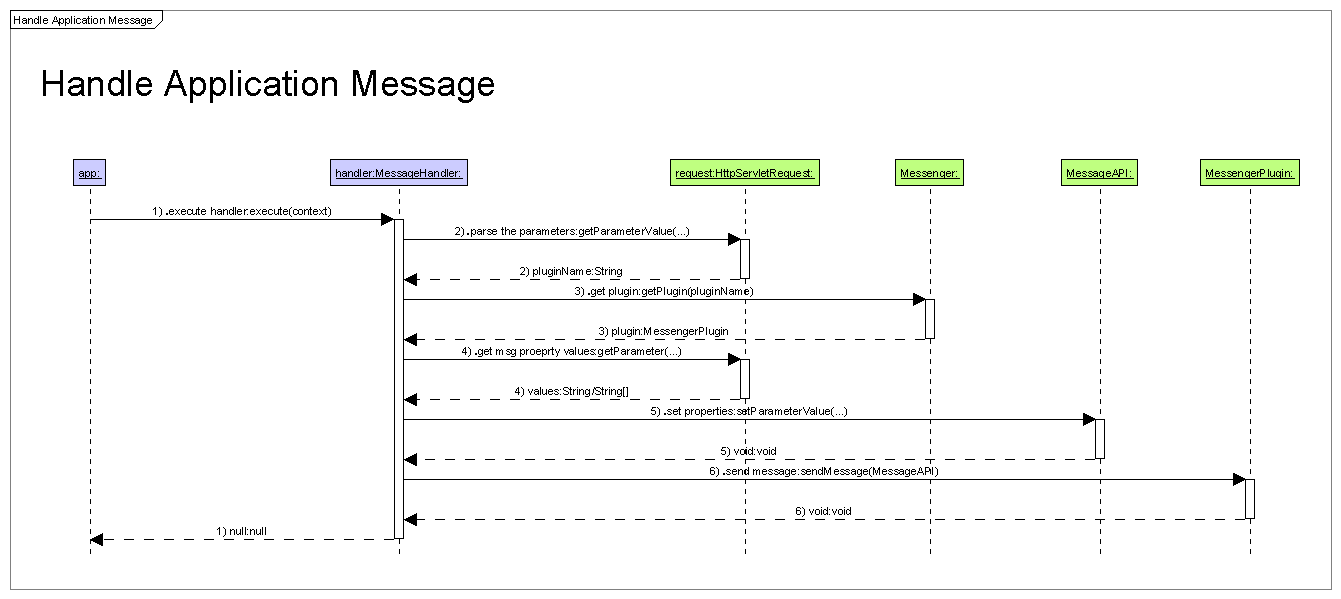 Handle Application Message
Handle Application Message
app:
handler:MessageHandler:
request:HttpServletRequest:
Messenger:
MessageAPI:
MessengerPlugin:
1) .execute handler:execute(context)
2) .parse the parameters:getParameterValue(...)
2) pluginName:String
3) .get plugin:getPlugin(pluginName)
3) plugin:MessengerPlugin
4) .get msg proeprty values:getParameter(...)
4) values:String/String[]
5) .set properties:setParameterValue(...)
5) void:void
6) .send message:sendMessage(MessageAPI)
6) void:void
1) null:null